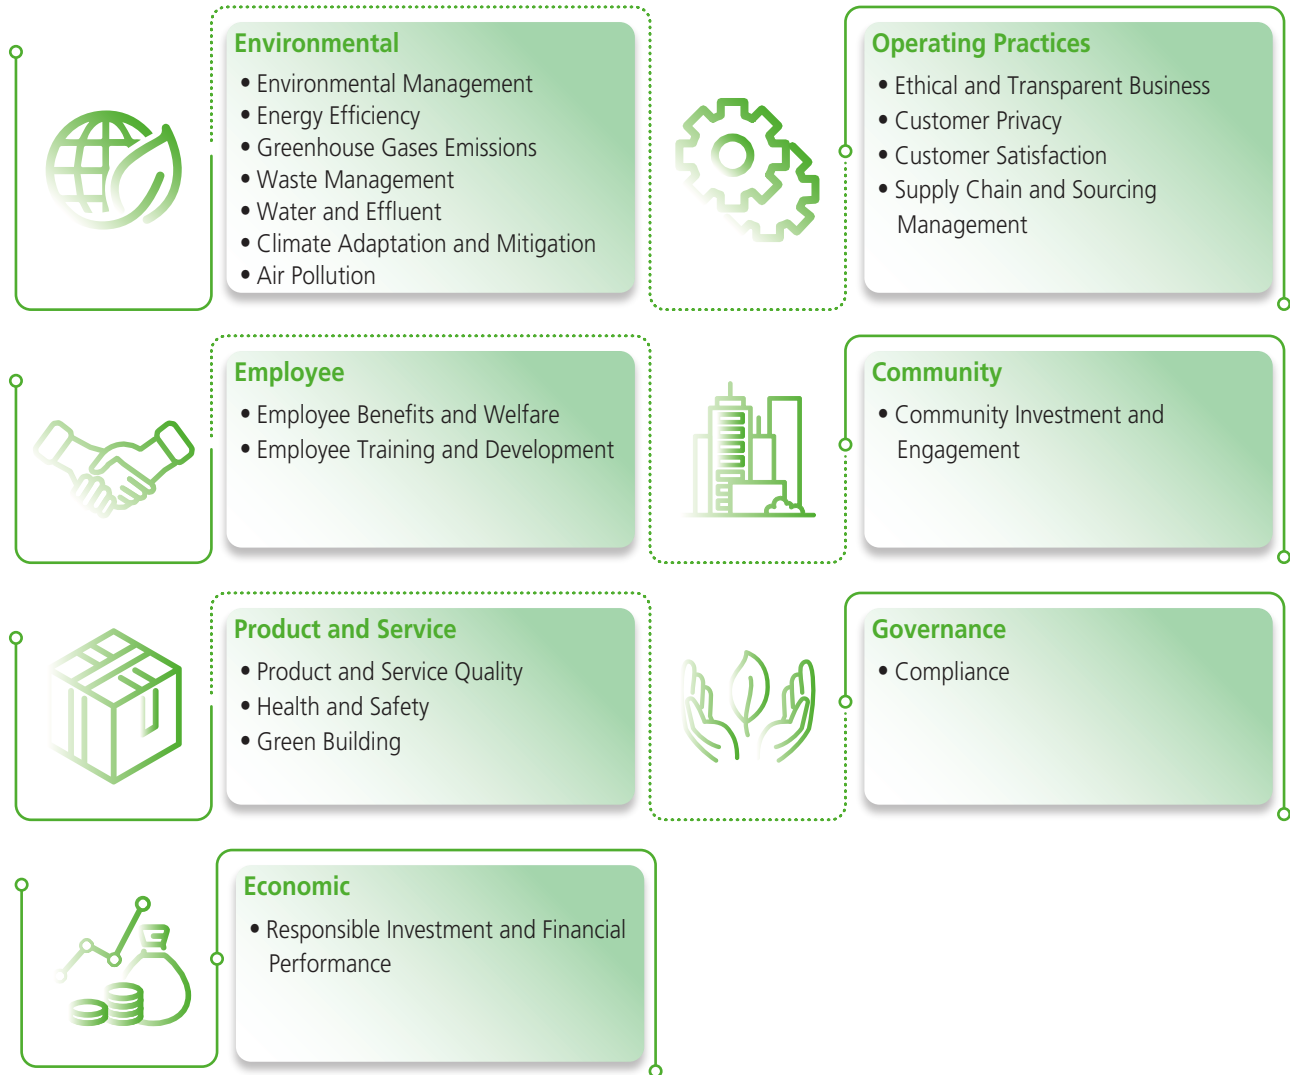 Environmental
• Environmental Management
• Energy Efficiency
• Greenhouse Gases Emissions
• Waste Management
• Water and Effluent
• Climate Adaptation and Mitigation
• Air Pollution
Operating Practices
• Ethical and Transparent Business
• Customer Privacy
• Customer Satisfaction
• Supply Chain and Sourcing
Management
Employee
• Employee Benefits and Welfare
• Employee Training and Development
Community
• Community Investment and
Engagement
Product and Service
• Product and Service Quality
• Health and Safety
• Green Building
Governance
• Compliance
Economic
• Responsible Investment and Financial
Performance